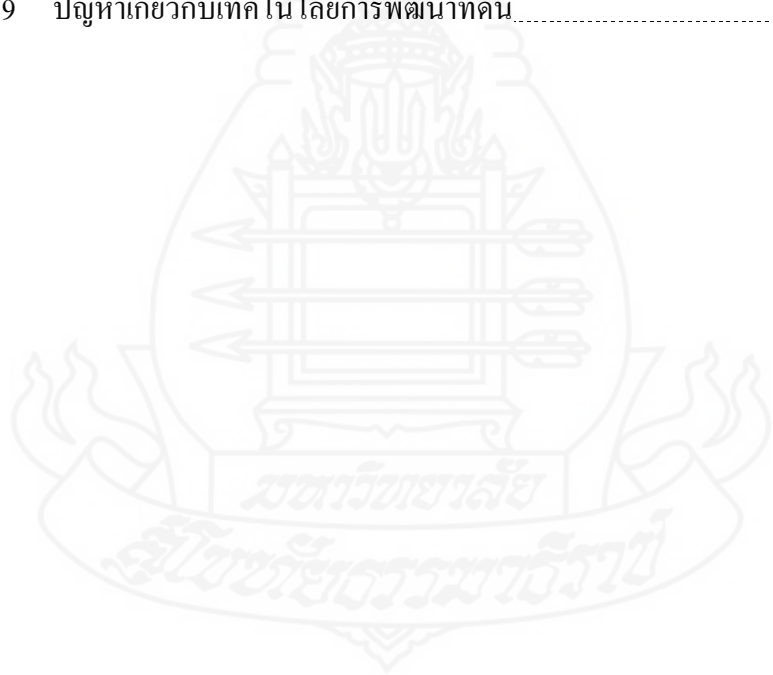 9 ปัญหาเกี่ยวกับเทคโนโลยีการพัฒนาที่ดิน
มหาวิทยาลัย
สุโขทัยธรรมาธิราช